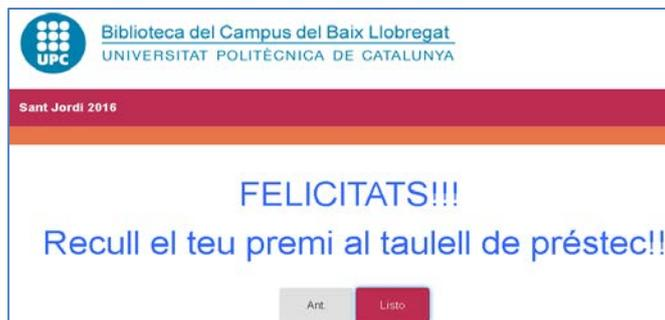 UPC
Biblioteca del Campus del Baix Llobregat
UNIVERSITAT POLITÈCNICA DE CATALUNYA
Sant Jordi 2016
FELICITATS!!!
Recull el teu premi al taulell de préstec!!
Ant. Listo